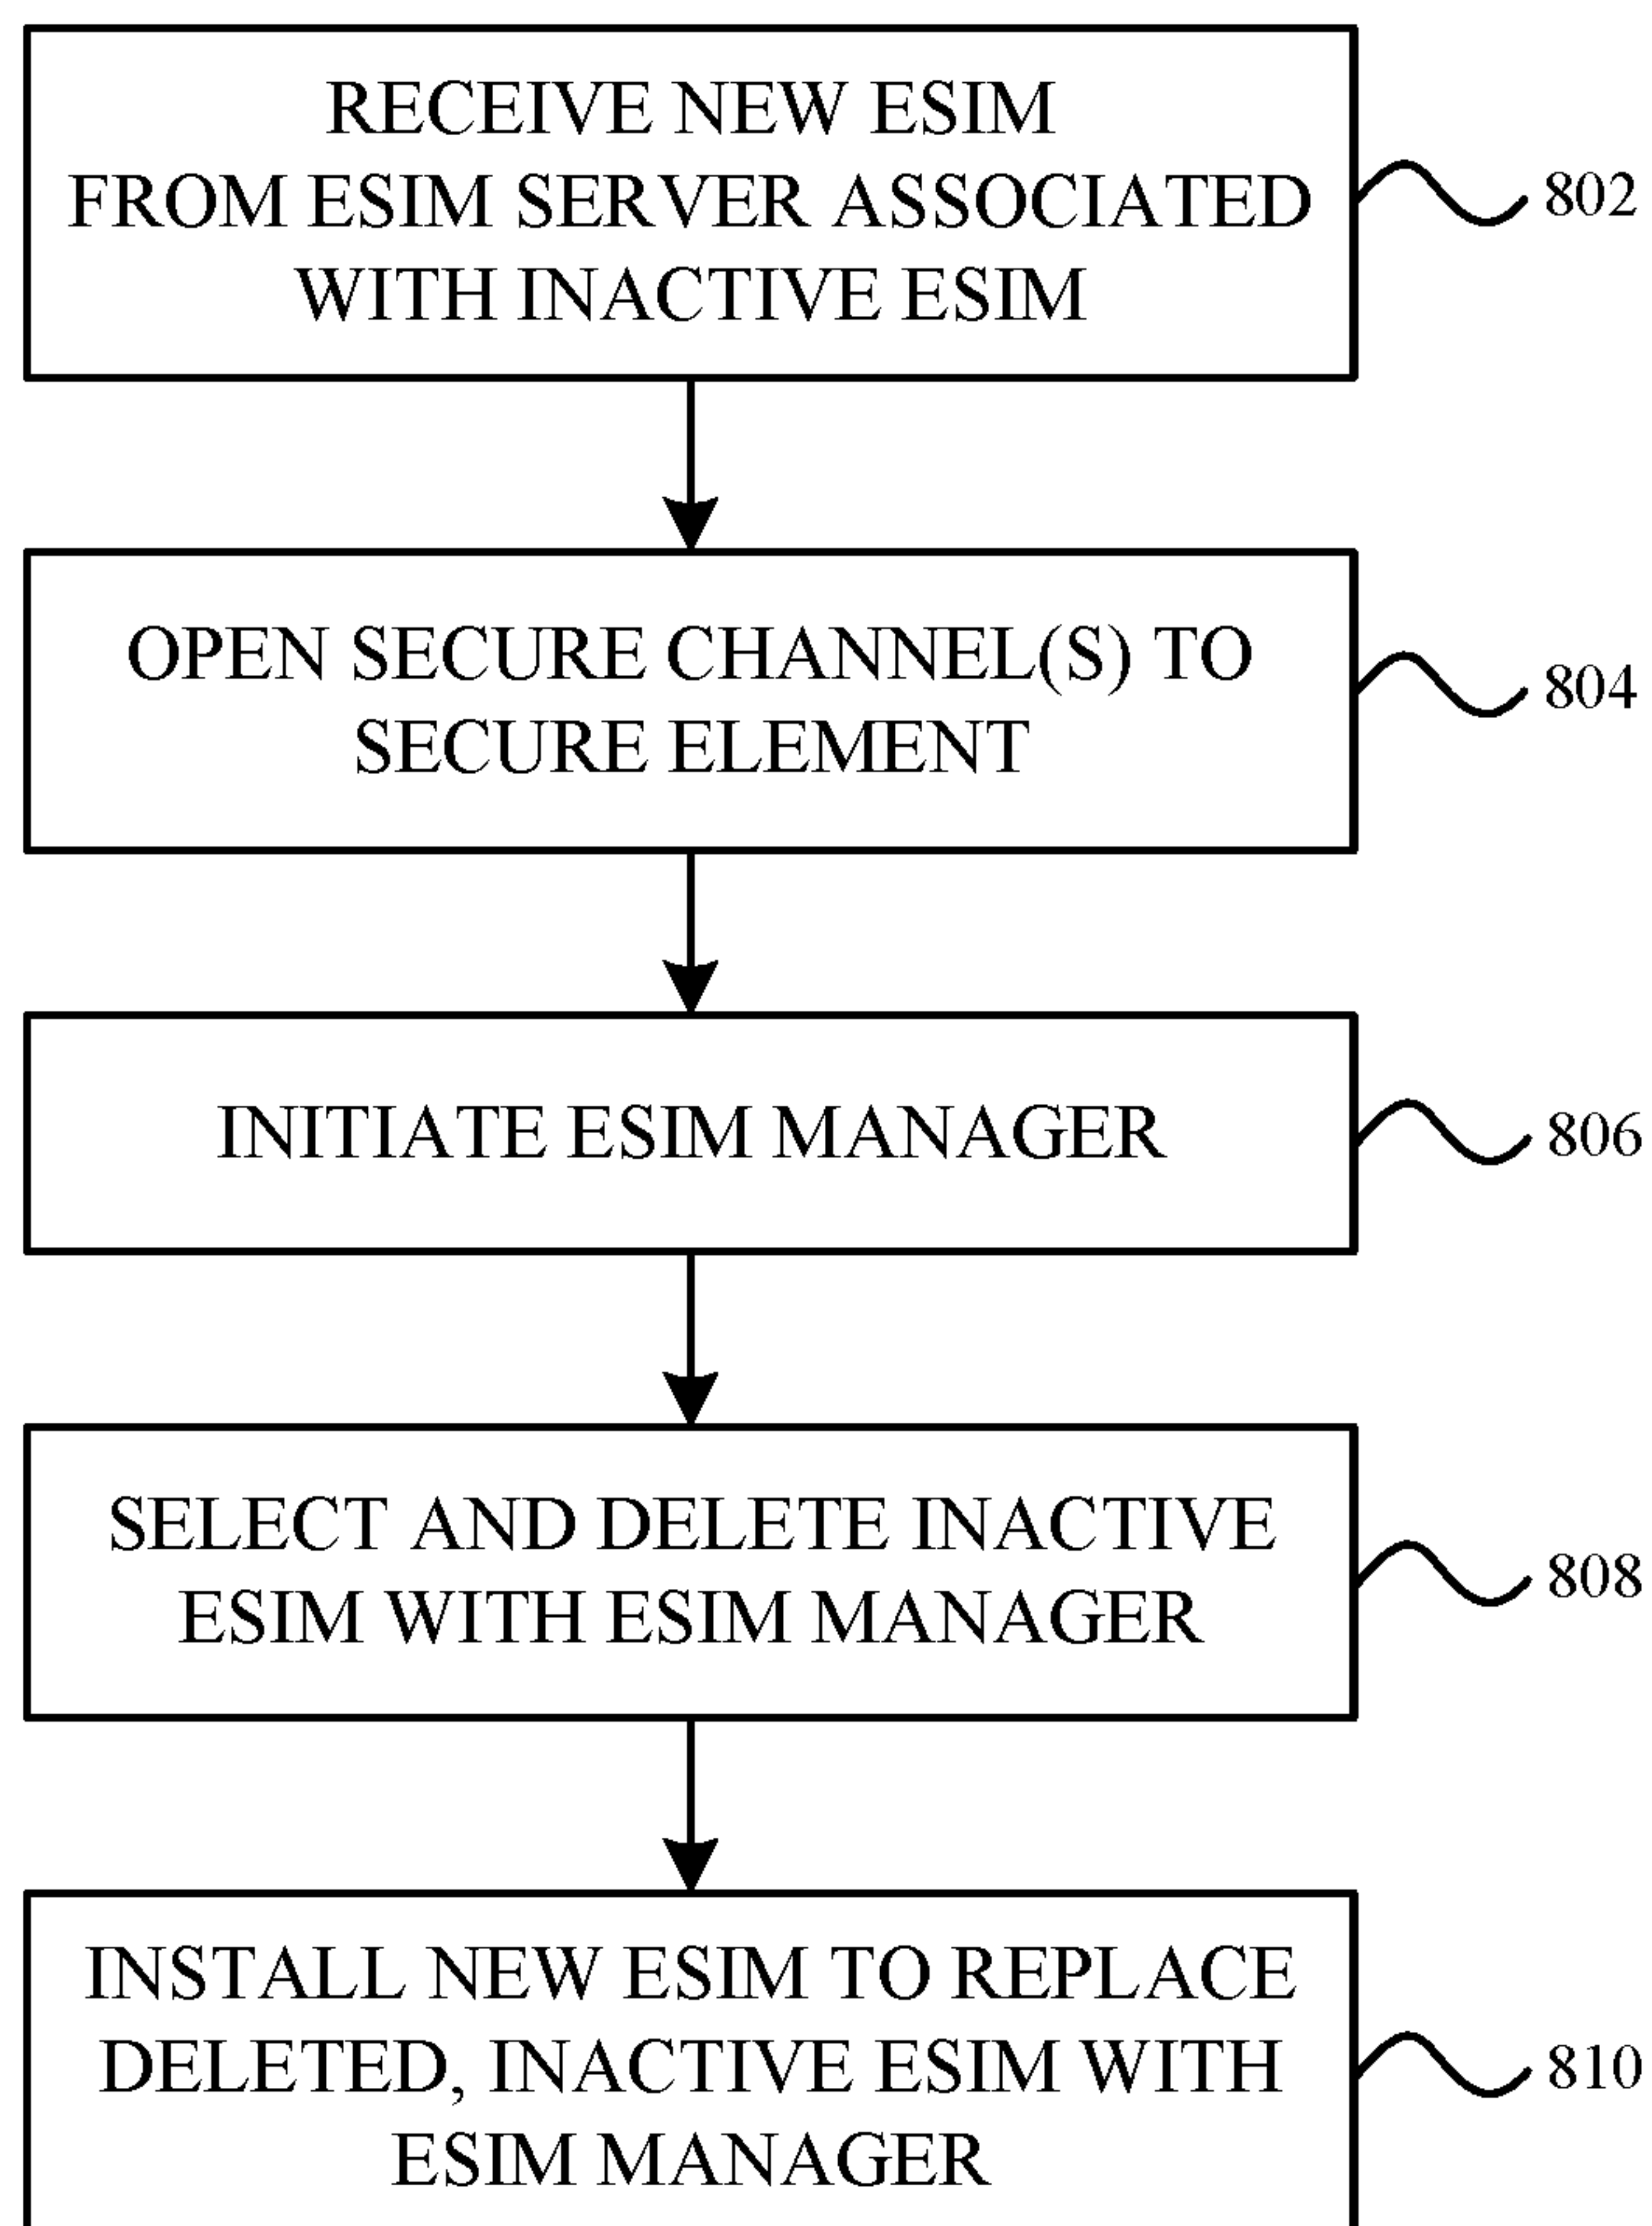 RECEIVE NEW ESIM
FROM ESIM SERVER ASSOCIATED
WITH INACTIVE ESIM
802
OPEN SECURE CHANNEL(S) TO
SECURE ELEMENT
804
INITIATE ESIM MANAGER
806
SELECT AND DELETE INACTIVE
ESIM WITH ESIM MANAGER
808
INSTALL NEW ESIM TO REPLACE
DELETED, INACTIVE ESIM WITH
ESIM MANAGER
810